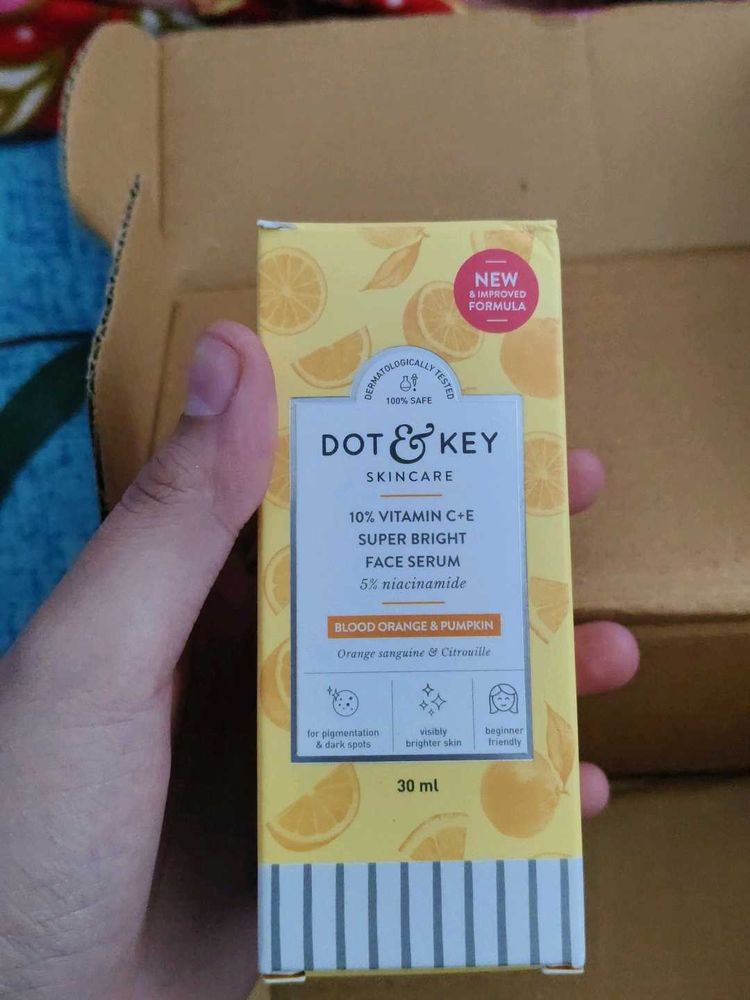 NEW
& IMPROVED
FORMULA
DERMATOLOGICALLY TESTED
100% SAFE
DOT & KEY
SKINCARE
10% VITAMIN C+E
SUPER BRIGHT
FACE SERUM
5% niacinamide
BLOOD ORANGE & PUMPKIN
Orange sanguine & Citrouille
for pigmentation
& dark spots
visibly
brighter skin
beginner
friendly
30 ml